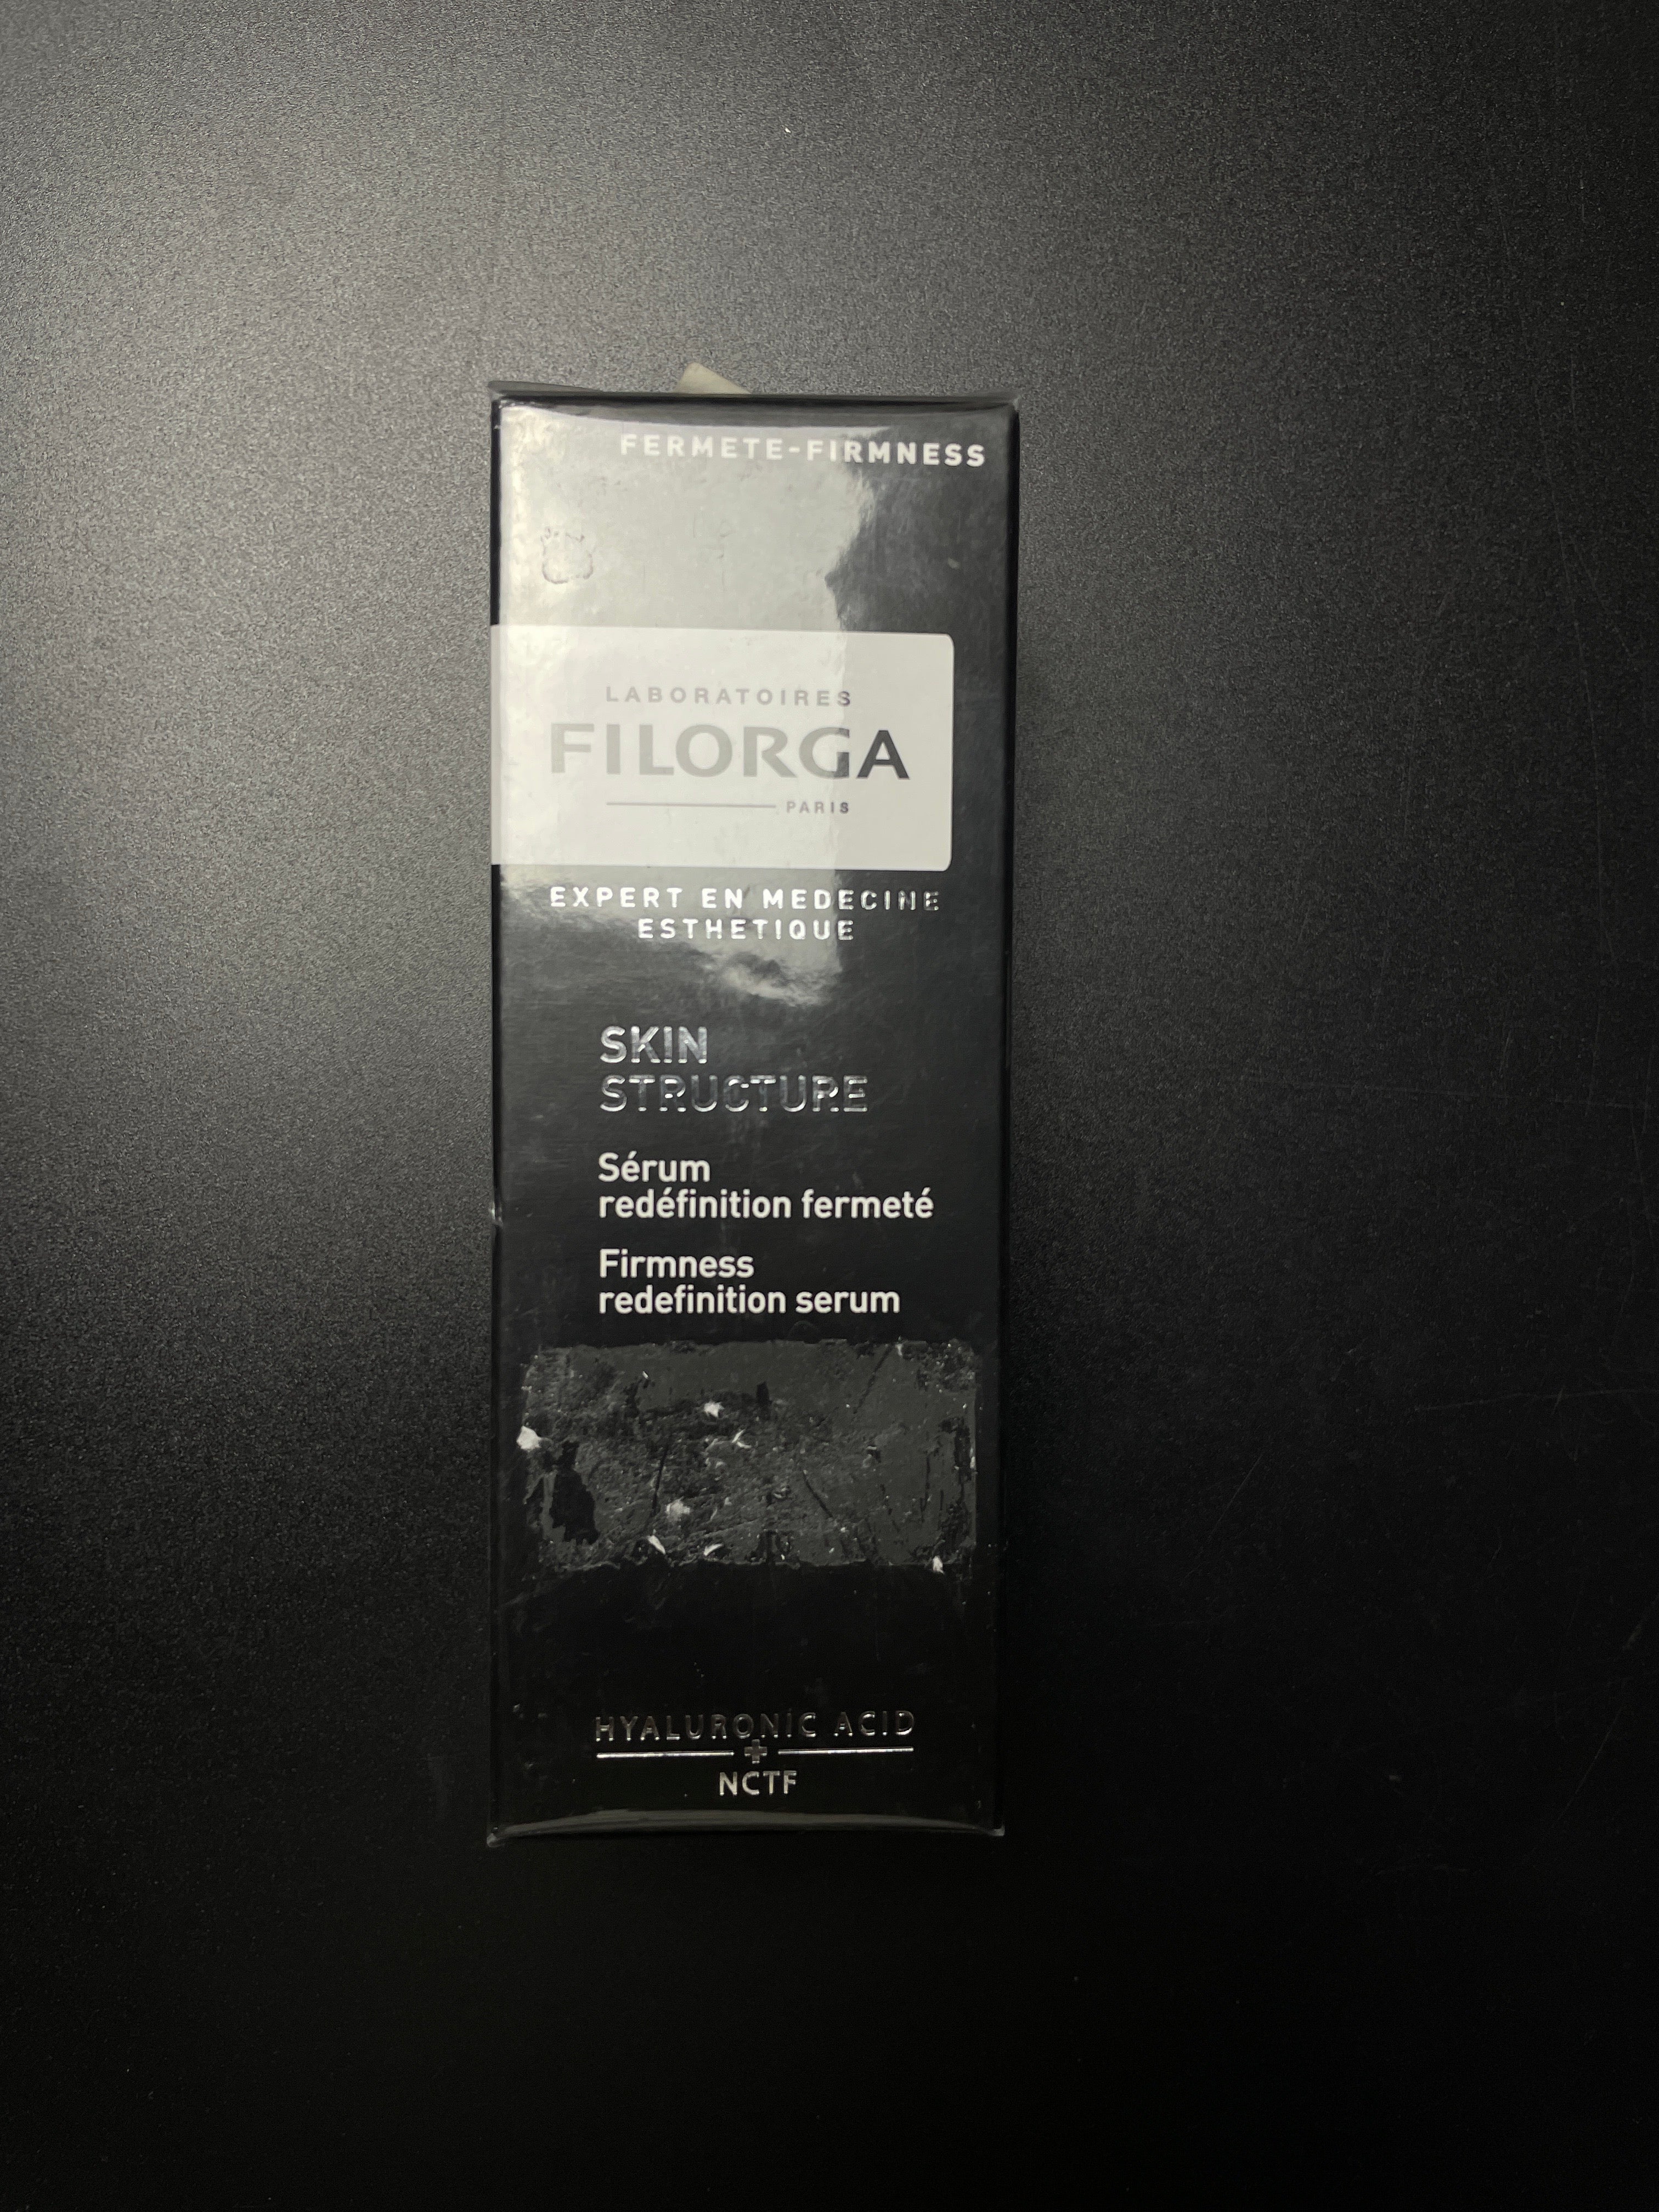 FERMETE-FIRMNESS
LABORATOIRES
FILORGA
PARIS
EXPERT EN MEDECINE
ESTHETIQUE
SKIN
STRUCTURE
Sérum
redéfinition fermeté
Firmness
redefinition serum
HYALURONIC ACID
+
NCTF